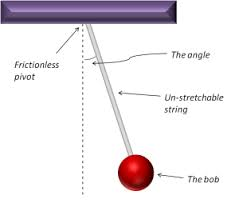 Frictionless
pivot
The angle
Un-stretchable
string
The bob